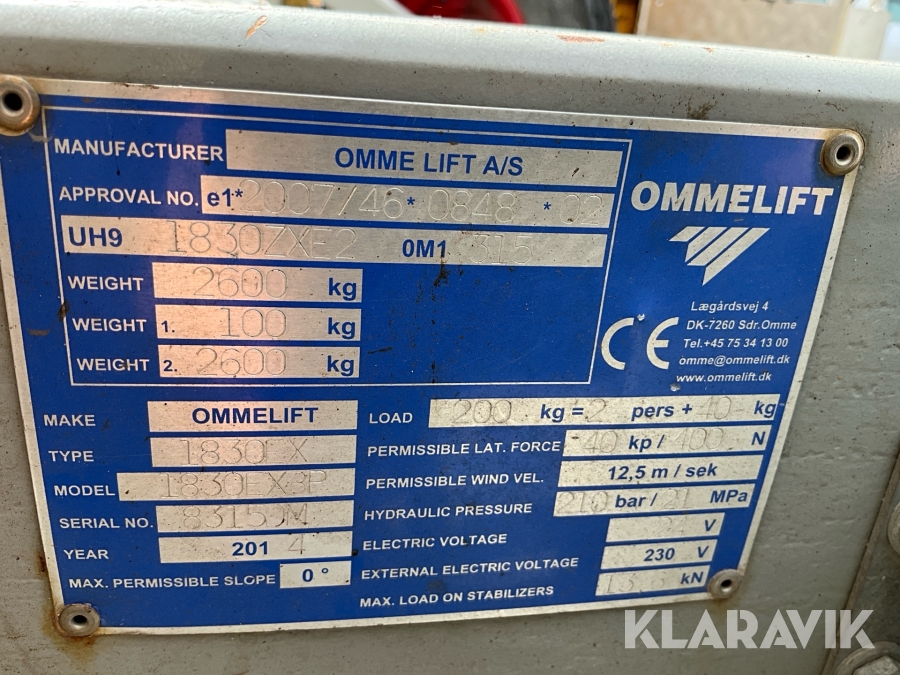 MANUFACTURER OMME LIFT A/S
APPROVAL NO. e1* 2007/46* 0848 *
UH9 1830ZXE2 0M1 8315
WEIGHT 2600 kg
WEIGHT 1. 100 kg
WEIGHT 2. 2600 kg
OMMELIFT
Lægårdsvej 4
DK-7260 Sdr.Omme
Tel.+45 75 34 13 00
omme@ommelift.dk
www.ommelift.dk
CE
MAKE OMMELIFT
TYPE 1830EX
MODEL 1830EXBP
SERIAL NO. 83150M
YEAR 2014
MAX. PERMISSIBLE SLOPE 0°
LOAD 200 kg = 2 pers + 40 kg
PERMISSIBLE LAT. FORCE 40 kp / 400 N
PERMISSIBLE WIND VEL. 12,5 m / sek
HYDRAULIC PRESSURE 210 bar / 21 MPa
ELECTRIC VOLTAGE V
EXTERNAL ELECTRIC VOLTAGE 230 V
MAX. LOAD ON STABILIZERS kN
KLARAVIK